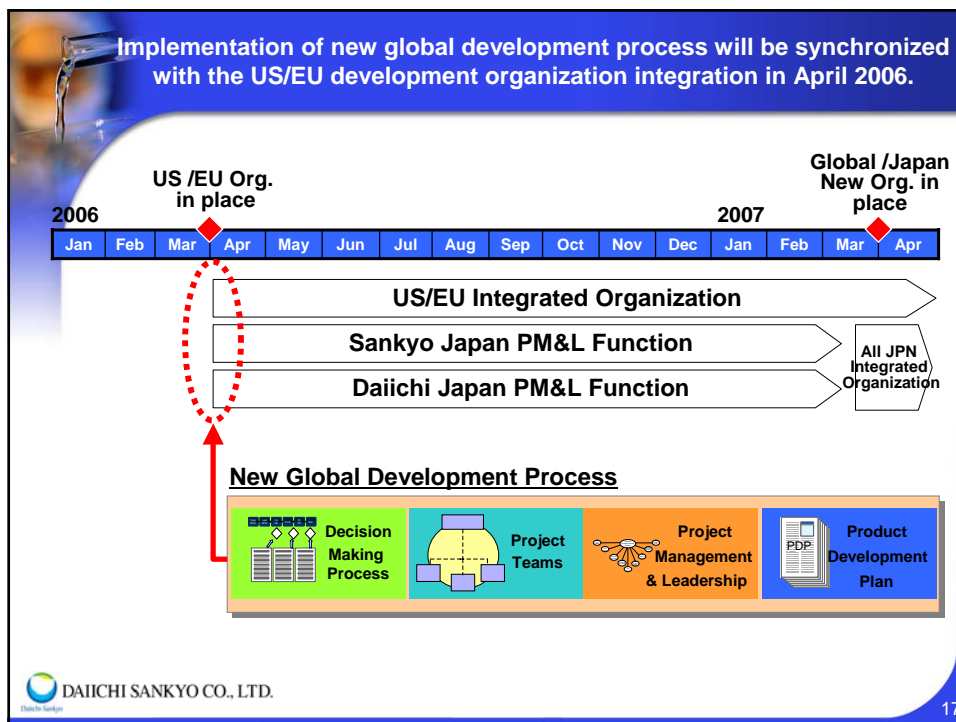 Implementation of new global development process will be synchronized
with the US/EU development organization integration in April 2006.
US /EU Org.
in place
Global /Japan
New Org. in
place
2006
2007
Jan Feb Mar Apr May Jun Jul Aug Sep Oct Nov Dec Jan Feb Mar Apr
US/EU Integrated Organization
Sankyo Japan PM&L Function
Daiichi Japan PM&L Function
All JPN
Integrated
Organization
New Global Development Process
Decision
Making
Process
Project
Teams
Project
Management
& Leadership
PDP
Product
Development
Plan
Daiichi-Sankyo
DAIICHI SANKYO CO., LTD.
17